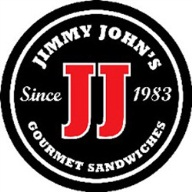 JIMMY JOHN'S
Since JJ 1983
GOURMET SANDWICHES